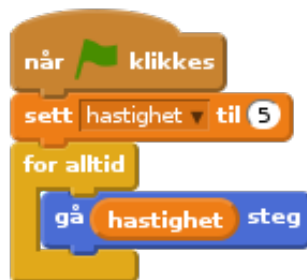 når klikkes
sett hastighet til 5
for alltid
gå hastighet steg